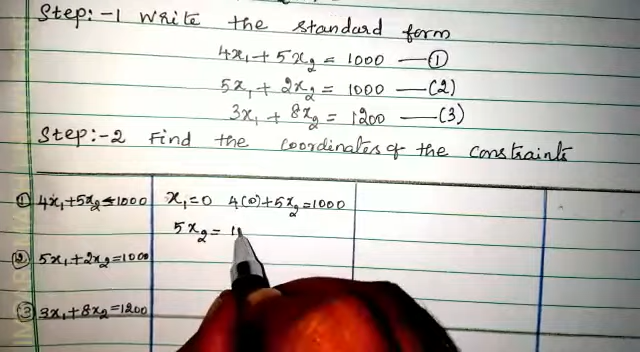 Step:-1 Write the standard form
4x₁ + 5x₂ = 1000 —①
5x₁ + 2x₂ = 1000 —(2)
3x₁ + 8x₂ = 1200 —(3)
Step:-2 Find the coordinates of the constraints
① 4x₁+5x₂=1000 x₁=0 4(0)+5x₂=1000
5x₂ = 1
② 5x₁+2x₂=1000
③ 3x₁+8x₂=1200